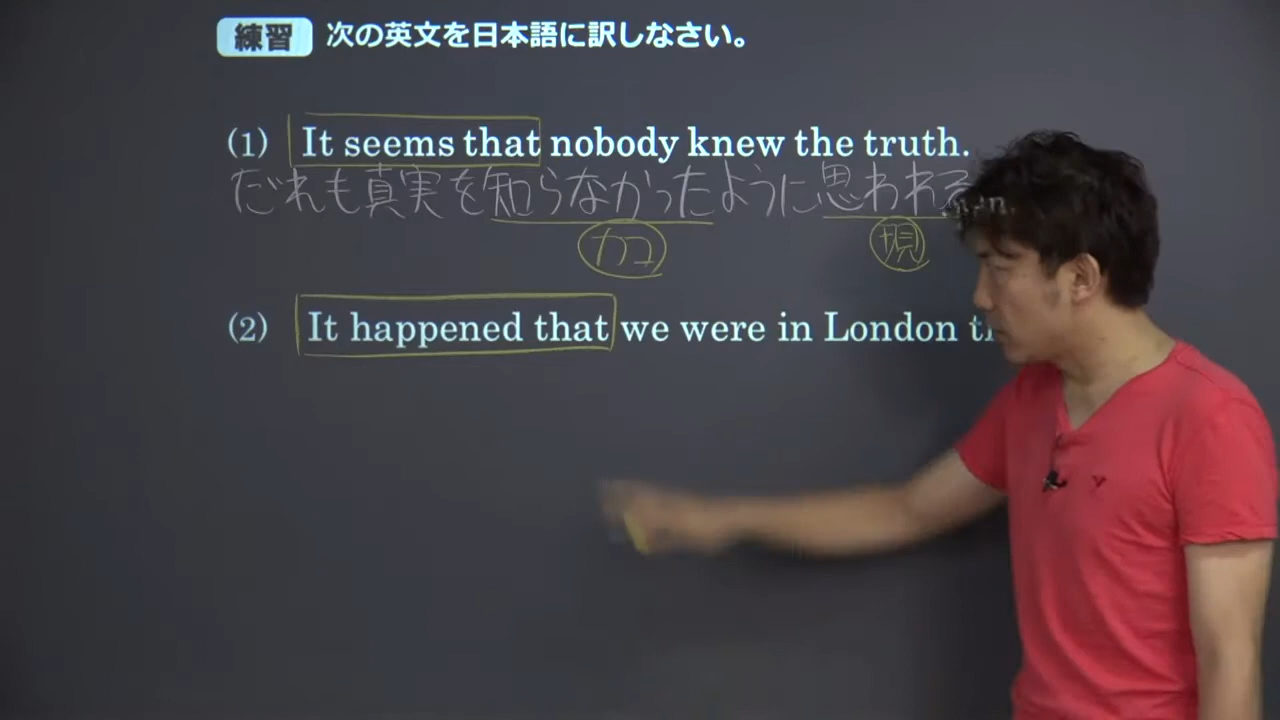 練習 次の英文を日本語に訳しなさい。
(1) It seems that nobody knew the truth.
だれも真実を知らなかったように思われる
カコ 現
(2) It happened that we were in London